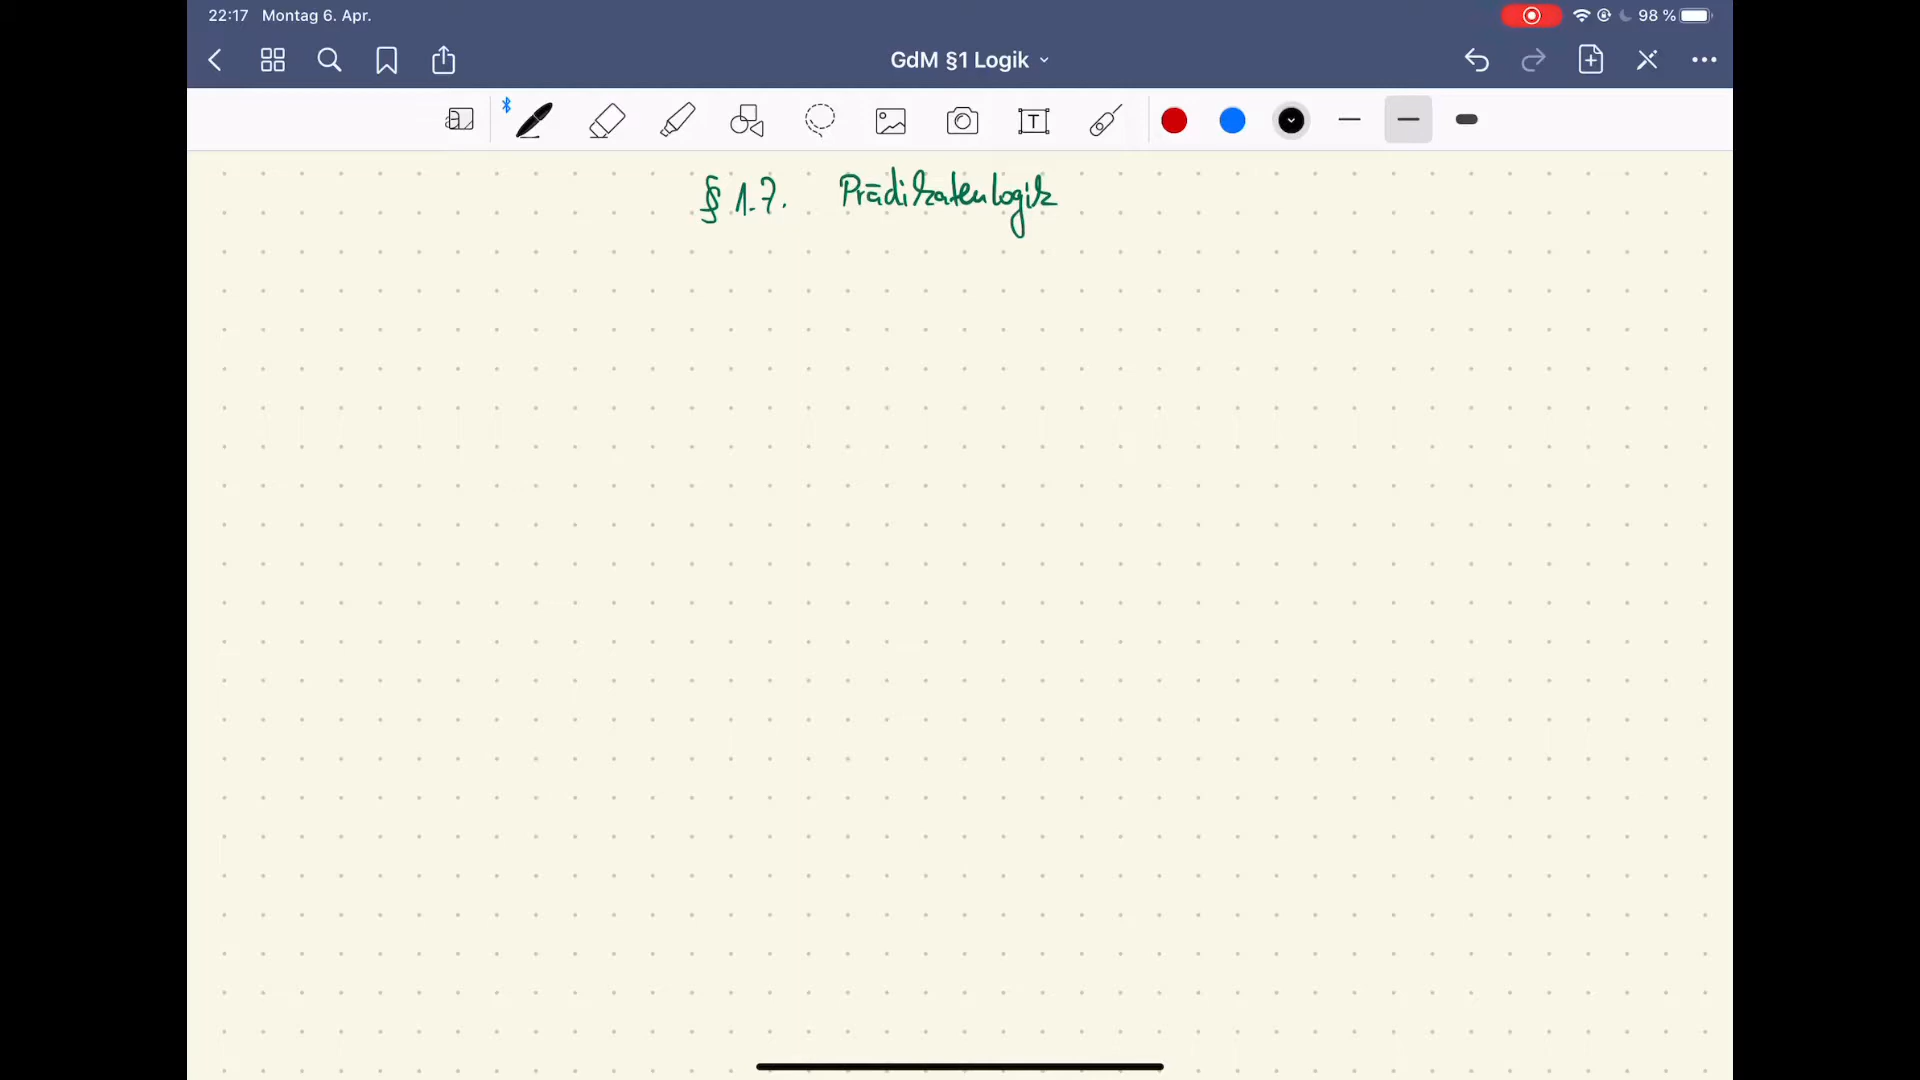 22:17 Montag 6. Apr. 98 %
GdM §1 Logik
T
§ 1.7. Prädikatenlogik